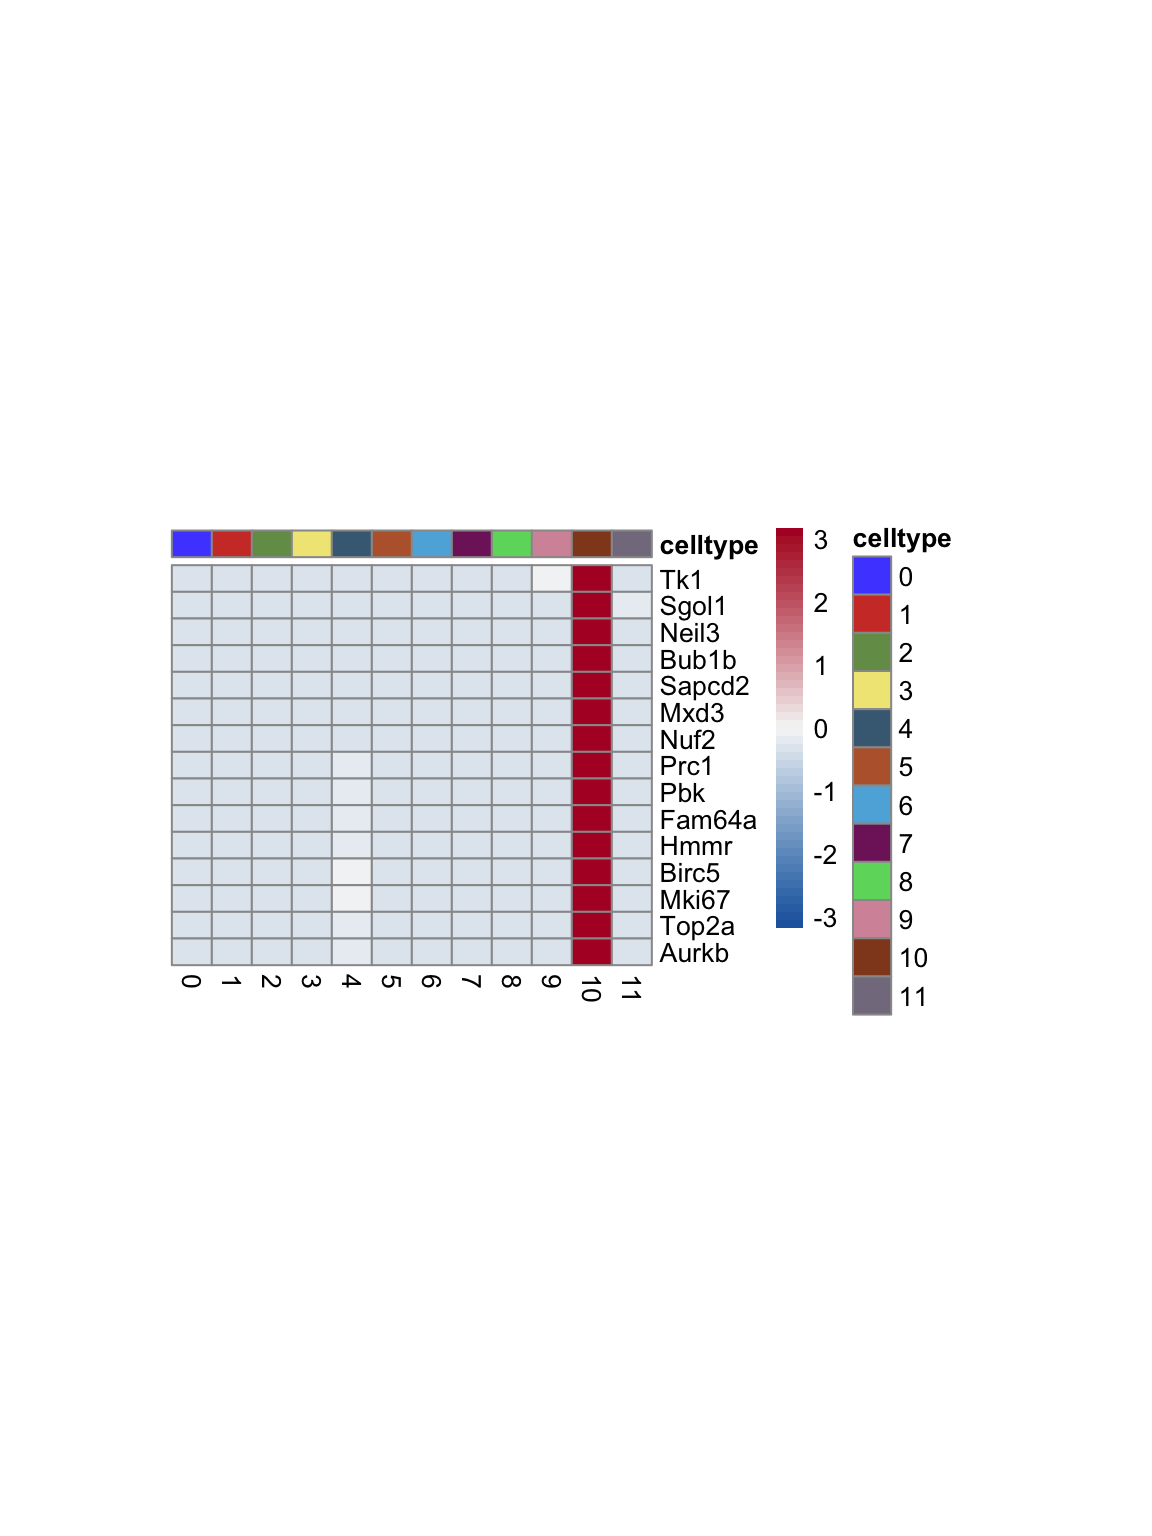 celltype
Tk1
Sgol1
Neil3
Bub1b
Sapcd2
Mxd3
Nuf2
Prc1
Pbk
Fam64a
Hmmr
Birc5
Mki67
Top2a
Aurkb
0 1 2 3 4 5 6 7 8 9 10 11
3
2
1
0
-1
-2
-3
celltype
0
1
2
3
4
5
6
7
8
9
10
11